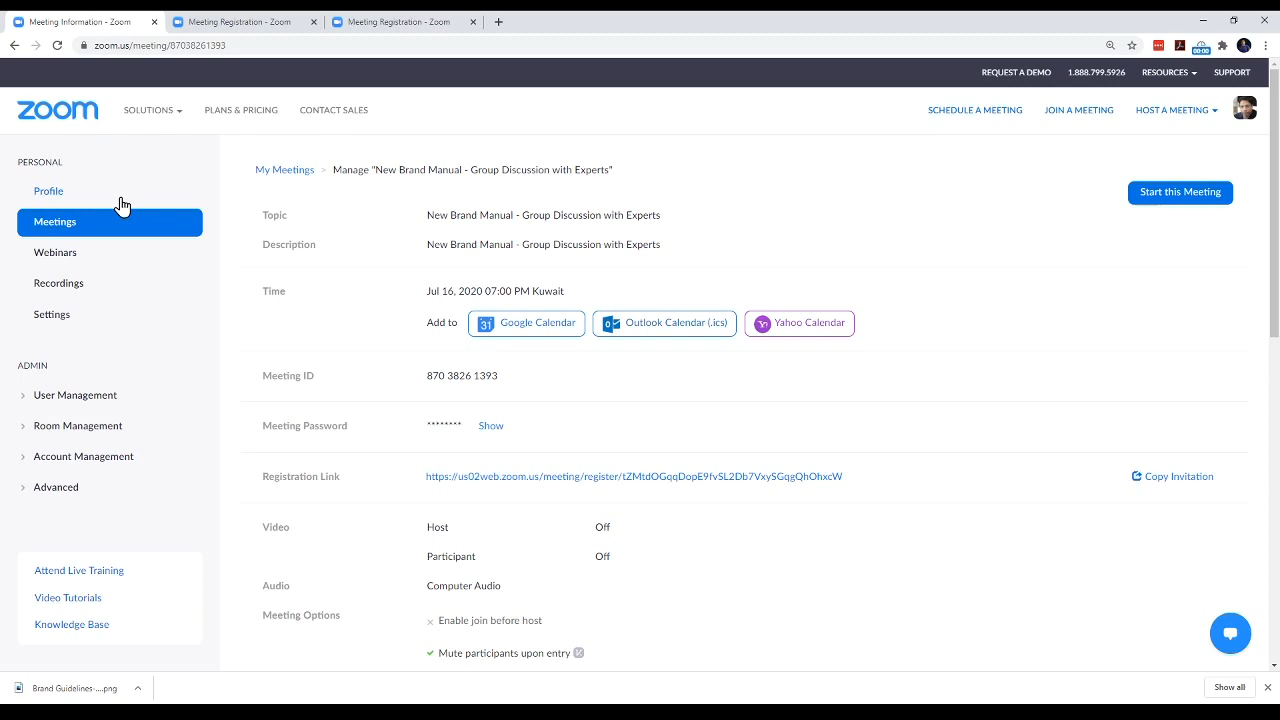 Meeting Information - Zoom
Meeting Registration - Zoom
Meeting Registration - Zoom
zoom.us/meeting/87038261393
00:00
REQUEST A DEMO 1.888.799.5926 RESOURCES SUPPORT
zoom SOLUTIONS PLANS & PRICING CONTACT SALES SCHEDULE A MEETING JOIN A MEETING HOST A MEETING
PERSONAL
Profile
Meetings
Webinars
Recordings
Settings
ADMIN
User Management
Room Management
Account Management
Advanced
Attend Live Training
Video Tutorials
Knowledge Base
My Meetings > Manage "New Brand Manual - Group Discussion with Experts"
Start this Meeting
Topic New Brand Manual - Group Discussion with Experts
Description New Brand Manual - Group Discussion with Experts
Time Jul 16, 2020 07:00 PM Kuwait
Add to 31 Google Calendar Outlook Calendar (.ics) Yahoo Calendar
Meeting ID 870 3826 1393
Meeting Password ******** Show
Registration Link https://us02web.zoom.us/meeting/register/tZMtdOGqqDopE9fvSL2Db7VxySGqgQhOhxcW Copy Invitation
Video Host Off
Participant Off
Audio Computer Audio
Meeting Options × Enable join before host
✓ Mute participants upon entry
Brand Guidelines-....png Show all